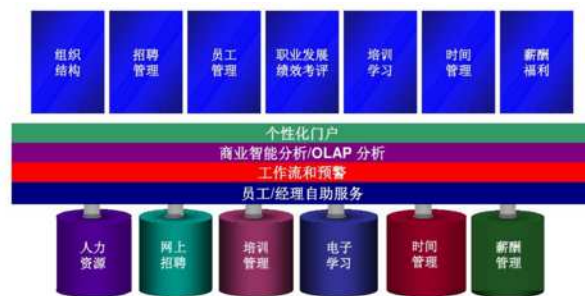 组织
结构
招聘
管理
员工
管理
职业发展
绩效考评
培训
学习
时间
管理
薪酬
福利
个性化门户
商业智能分析/OLAP 分析
工作流和预警
员工/经理自助服务
人力
资源
网上
招聘
培训
管理
电子
学习
时间
管理
薪酬
管理